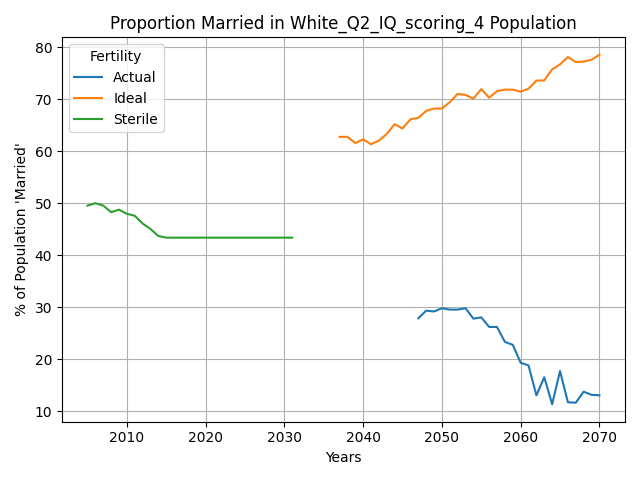 Proportion Married in White_Q2_IQ_scoring_4 Population
% of Population 'Married'
80
70
60
50
40
30
20
10
Fertility
Actual
Ideal
Sterile
2010 2020 2030 2040 2050 2060 2070
Years